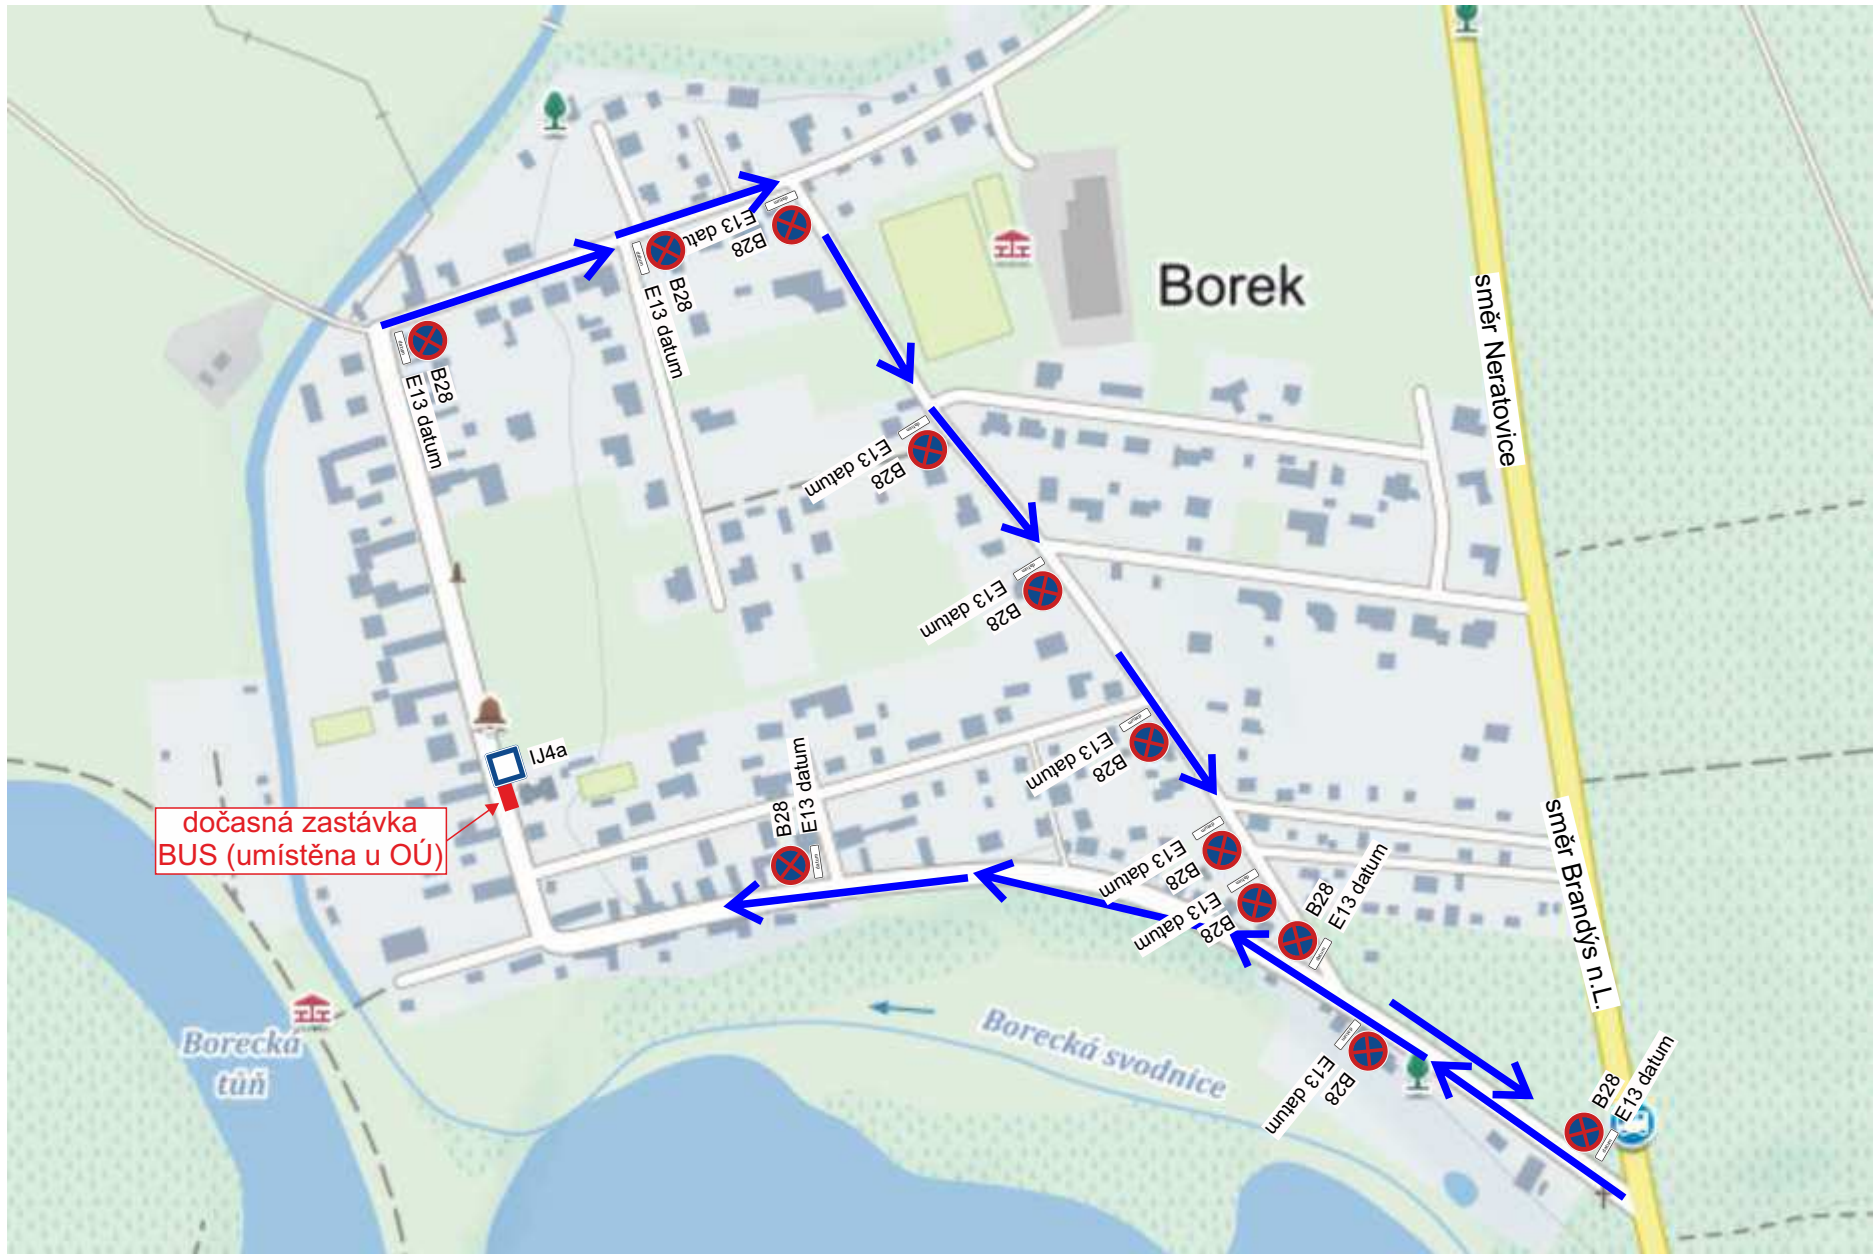 E13 datum
B28
B28
E13 datum
B28
E13 datum
Borek
směr Neratovice
E13 datum
B28
E13 datum
B28
IJ4a
dočasná zastávka
BUS (umístěna u OÚ)
B28
E13 datum
E13 datum
B28
E13 datum
B28
E13 datum
B28
B28
E13 datum
směr Brandýs n.L.
Borecká
tůň
Borecká svodnice
E13 datum
B28
B28
E13 datum